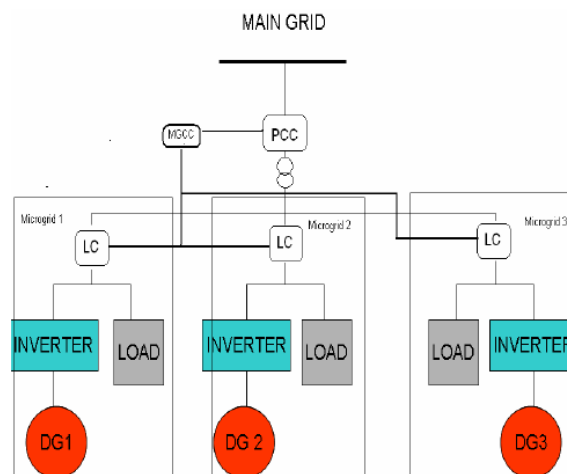 MAIN GRID
MGCC
PCC
Microgrid 1
Microgrid 2
Microgrid 3
LC
LC
LC
INVERTER
LOAD
INVERTER
LOAD
LOAD
INVERTER
DG1
DG 2
DG3